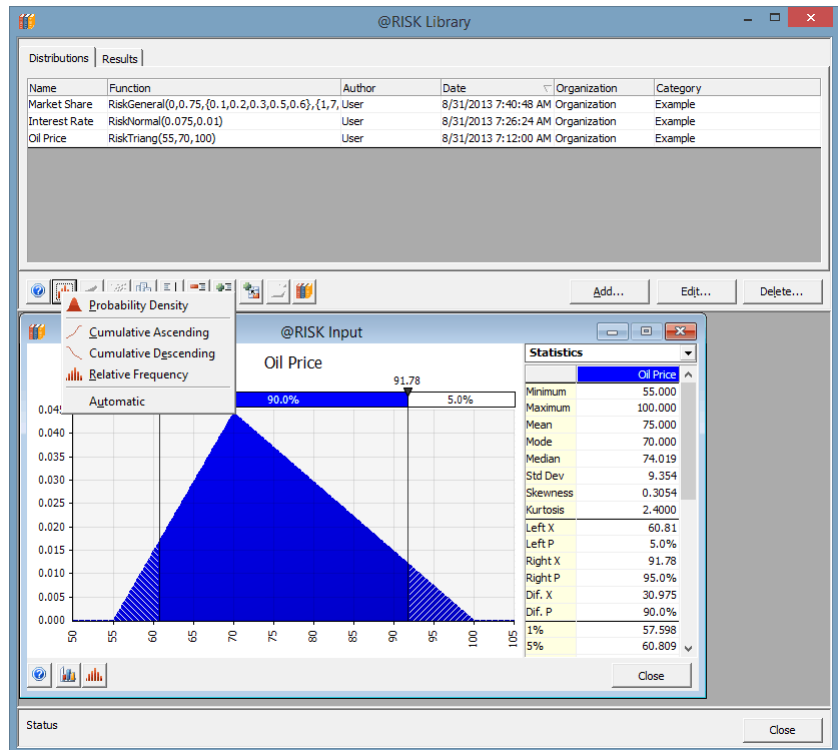 @RISK Library
Distributions Results
Name Function Author Date Organization Category
Market Share RiskGeneral(0,0.75,{0.1,0.2,0.3,0.5,0.6},{1,7, User 8/31/2013 7:40:48 AM Organization Example
Interest Rate RiskNormal(0.075,0.01) User 8/31/2013 7:26:24 AM Organization Example
Oil Price RiskTriang(55,70,100) User 8/31/2013 7:12:00 AM Organization Example
Add... Edit... Delete...
Probability Density
Cumulative Ascending
Cumulative Descending
Relative Frequency
Automatic
@RISK Input
Oil Price
91.78
90.0% 5.0%
0.040
0.035
0.030
0.025
0.020
0.015
0.010
0.005
0.000
50 55 60 65 70 75 80 85 90 95 100 105
Statistics
Oil Price
Minimum 55.000
Maximum 100.000
Mean 75.000
Mode 70.000
Median 74.019
Std Dev 9.354
Skewness 0.3054
Kurtosis 2.4000
Left X 60.81
Left P 5.0%
Right X 91.78
Right P 95.0%
Dif. X 30.975
Dif. P 90.0%
1% 57.598
5% 60.809
Close
Status
Close